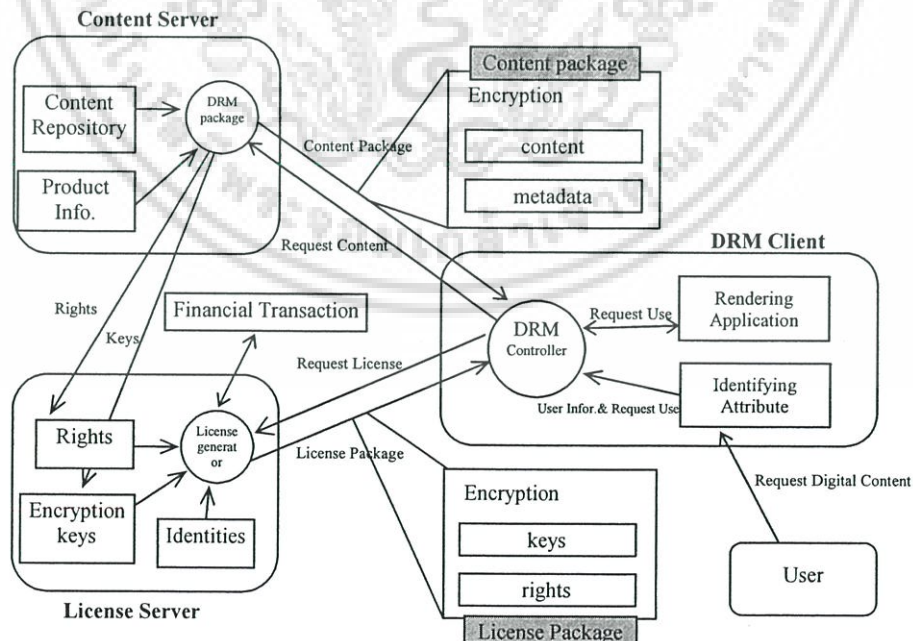 Content Server
Content
Repository
DRM
package
Product
Info.
Content package
Encryption
content
metadata
Content Package
Request Content
DRM Client
Rights
Keys
Financial Transaction
Request License
DRM
Controller
Request Use
Rendering
Application
Identifying
Attribute
User Infor.& Request Use
Rights
License
generat
or
License Package
Encryption
keys
Identities
License Server
Encryption
keys
rights
License Package
Request Digital Content
User